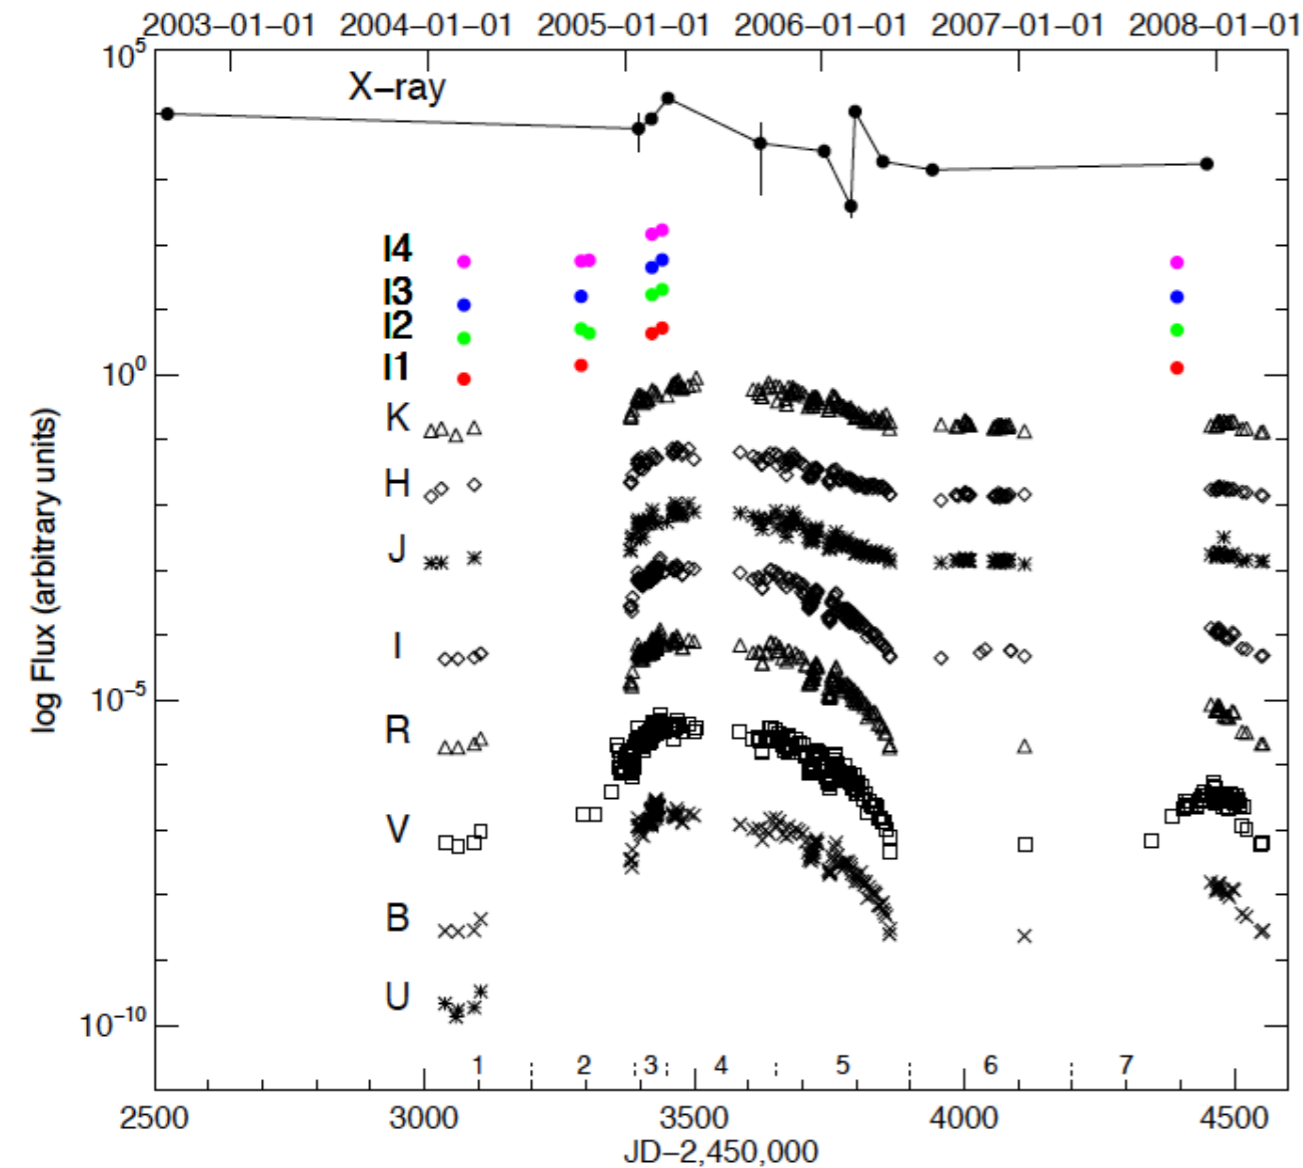 2003−01−01 2004−01−01 2005−01−01 2006−01−01 2007−01−01 2008−01−01
10^5
X−ray
I4
I3
I2
I1
10^0
K
H
J
I
10^−5
R
V
B
U
10^−10
log Flux (arbitrary units)
1 2 3 4 5 6 7
2500 3000 3500 4000 4500
JD−2,450,000